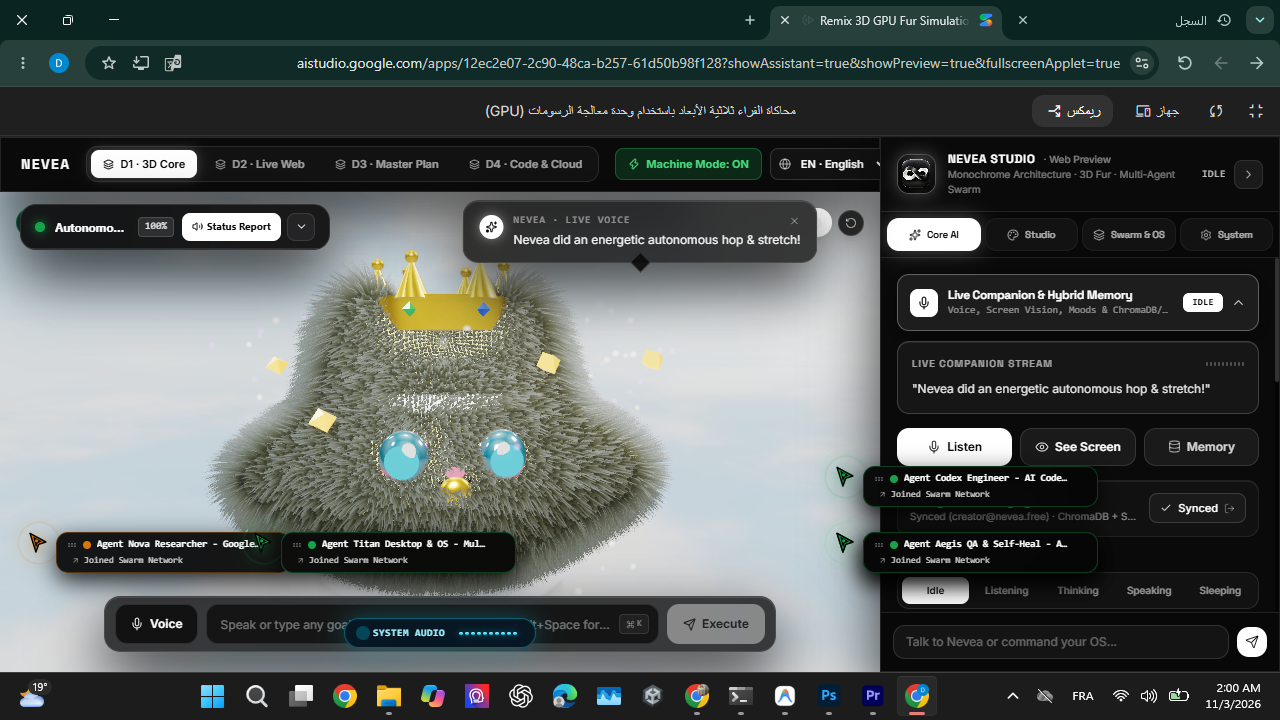 Remix 3D GPU Fur Simulatio
السجل
D
aistudio.google.com/apps/12ec2e07-2c90-48ca-b257-61d50b98f128?showAssistant=true&showPreview=true&fullscreenApplet=true
محاكاة الفراء ثلاثية الأبعاد باستخدام وحدة معالجة الرسومات (GPU)
ريمكس
جهاز
NEVEA
D1 · 3D Core
D2 · Live Web
D3 · Master Plan
D4 · Code & Cloud
Machine Mode: ON
EN · English
Autonomo...
100%
Status Report
NEVEA · LIVE VOICE
Nevea did an energetic autonomous hop & stretch!
NEVEA STUDIO · Web Preview
Monochrome Architecture · 3D Fur · Multi-Agent
Swarm
IDLE
Core AI
Studio
Swarm & OS
System
Live Companion & Hybrid Memory
Voice, Screen Vision, Moods & ChromaDB/…
IDLE
LIVE COMPANION STREAM
"Nevea did an energetic autonomous hop & stretch!"
Listen
See Screen
Memory
Agent Codex Engineer - AI Code…
Joined Swarm Network
Synced (creator@nevea.free) · ChromaDB + S...
Synced
Agent Nova Researcher - Google…
Joined Swarm Network
Agent Titan Desktop & OS - Mul…
Joined Swarm Network
Agent Aegis QA & Self-Heal - A…
Joined Swarm Network
Idle
Listening
Thinking
Speaking
Sleeping
Voice
Speak or type any goa
t+Space for...
⌘K
Execute
SYSTEM AUDIO
Talk to Nevea or command your OS...
19°
Ps
Pr
D
FRA
2:00 AM
11/3/2026